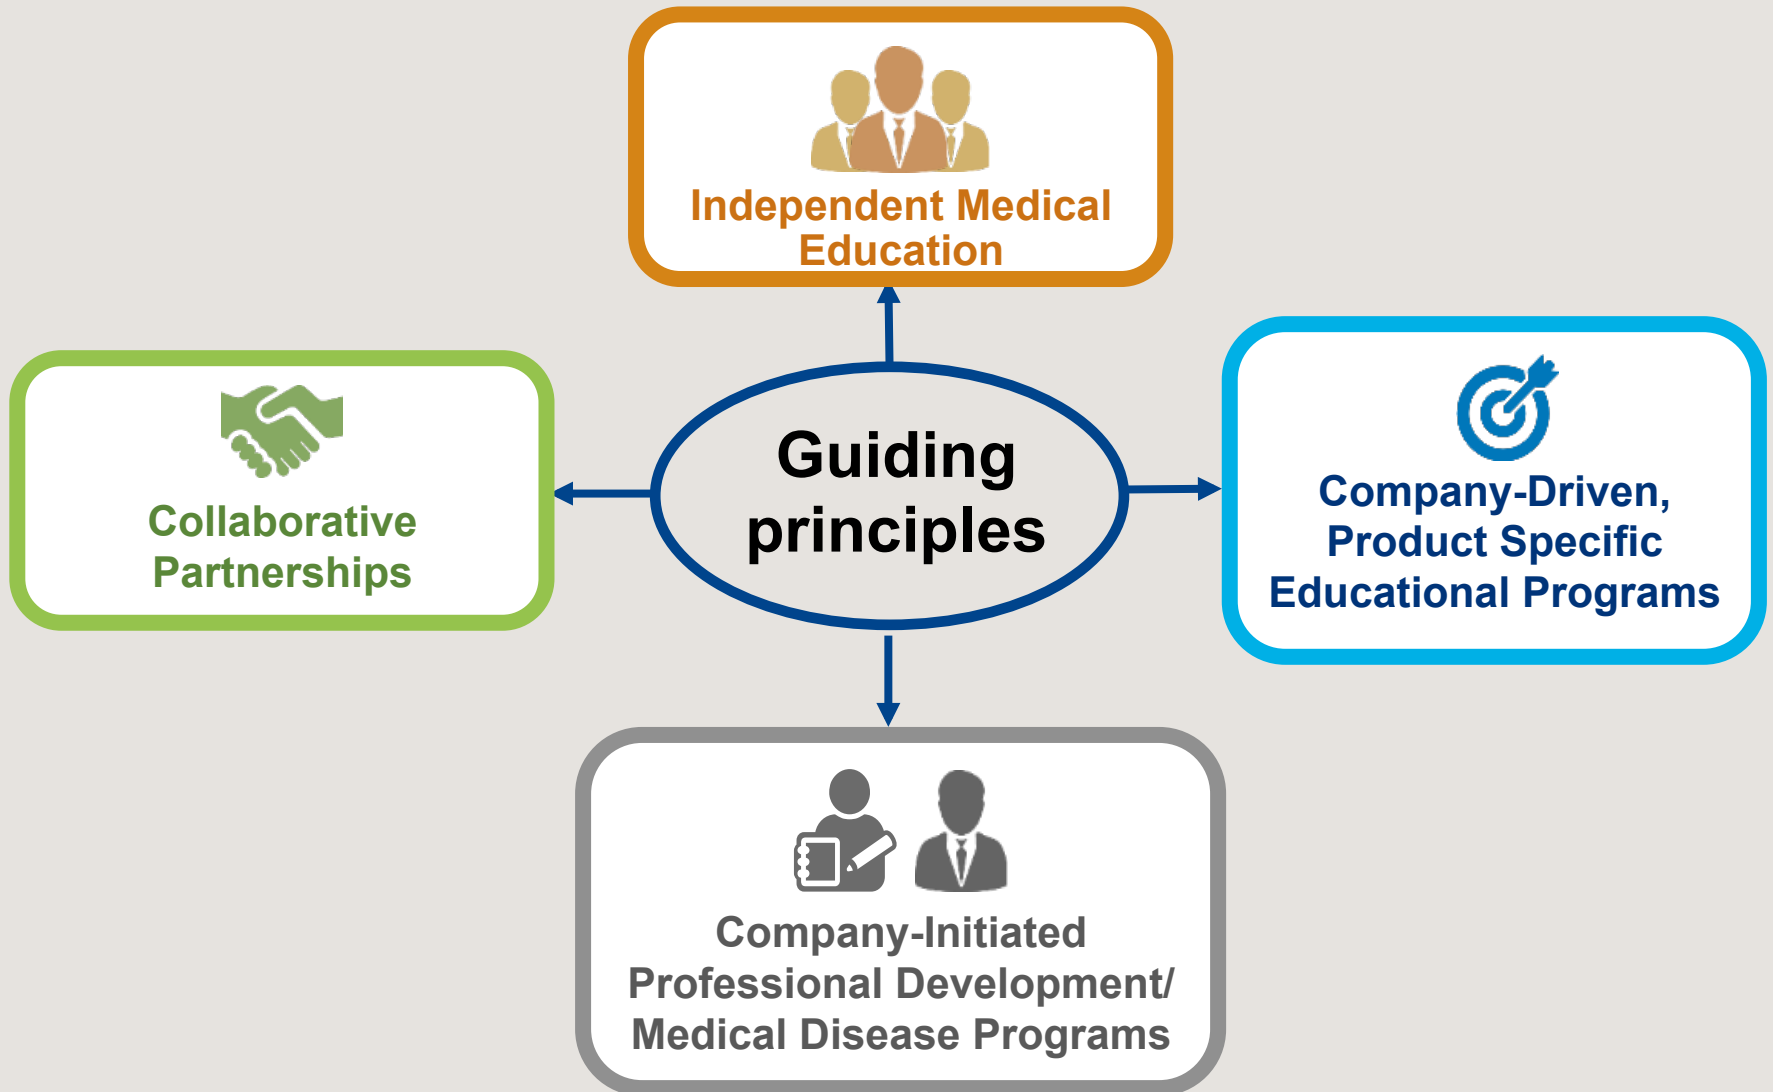 Independent Medical
Education
Collaborative
Partnerships
Guiding
principles
Company-Driven,
Product Specific
Educational Programs
Company-Initiated
Professional Development/
Medical Disease Programs